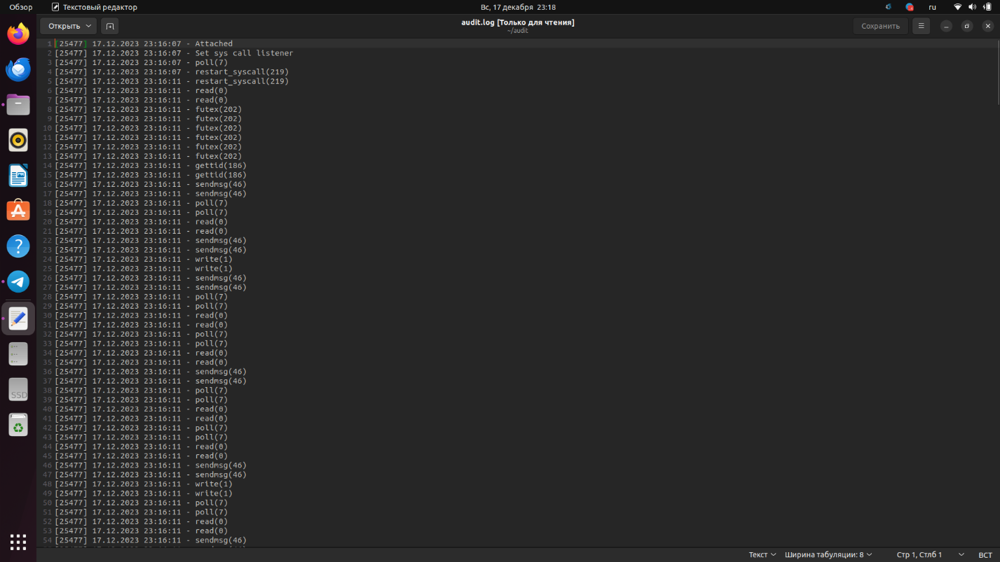 Обзор
Текстовый редактор
Вс, 17 декабря 23:18
ru
Открыть
audit.log [Только для чтения]
~/audit
Сохранить
1 [25477] 17.12.2023 23:16:07 - Attached
2 [25477] 17.12.2023 23:16:07 - Set sys call listener
3 [25477] 17.12.2023 23:16:07 - poll(7)
4 [25477] 17.12.2023 23:16:07 - restart_syscall(219)
5 [25477] 17.12.2023 23:16:11 - restart_syscall(219)
6 [25477] 17.12.2023 23:16:11 - read(0)
7 [25477] 17.12.2023 23:16:11 - read(0)
8 [25477] 17.12.2023 23:16:11 - futex(202)
9 [25477] 17.12.2023 23:16:11 - futex(202)
10 [25477] 17.12.2023 23:16:11 - futex(202)
11 [25477] 17.12.2023 23:16:11 - futex(202)
12 [25477] 17.12.2023 23:16:11 - futex(202)
13 [25477] 17.12.2023 23:16:11 - futex(202)
14 [25477] 17.12.2023 23:16:11 - gettid(186)
15 [25477] 17.12.2023 23:16:11 - gettid(186)
16 [25477] 17.12.2023 23:16:11 - sendmsg(46)
17 [25477] 17.12.2023 23:16:11 - sendmsg(46)
18 [25477] 17.12.2023 23:16:11 - poll(7)
19 [25477] 17.12.2023 23:16:11 - poll(7)
20 [25477] 17.12.2023 23:16:11 - read(0)
21 [25477] 17.12.2023 23:16:11 - read(0)
22 [25477] 17.12.2023 23:16:11 - sendmsg(46)
23 [25477] 17.12.2023 23:16:11 - sendmsg(46)
24 [25477] 17.12.2023 23:16:11 - write(1)
25 [25477] 17.12.2023 23:16:11 - write(1)
26 [25477] 17.12.2023 23:16:11 - sendmsg(46)
27 [25477] 17.12.2023 23:16:11 - sendmsg(46)
28 [25477] 17.12.2023 23:16:11 - poll(7)
29 [25477] 17.12.2023 23:16:11 - poll(7)
30 [25477] 17.12.2023 23:16:11 - read(0)
31 [25477] 17.12.2023 23:16:11 - read(0)
32 [25477] 17.12.2023 23:16:11 - poll(7)
33 [25477] 17.12.2023 23:16:11 - poll(7)
34 [25477] 17.12.2023 23:16:11 - read(0)
35 [25477] 17.12.2023 23:16:11 - read(0)
36 [25477] 17.12.2023 23:16:11 - sendmsg(46)
37 [25477] 17.12.2023 23:16:11 - sendmsg(46)
38 [25477] 17.12.2023 23:16:11 - poll(7)
39 [25477] 17.12.2023 23:16:11 - poll(7)
40 [25477] 17.12.2023 23:16:11 - read(0)
41 [25477] 17.12.2023 23:16:11 - read(0)
42 [25477] 17.12.2023 23:16:11 - poll(7)
43 [25477] 17.12.2023 23:16:11 - poll(7)
44 [25477] 17.12.2023 23:16:11 - read(0)
45 [25477] 17.12.2023 23:16:11 - read(0)
46 [25477] 17.12.2023 23:16:11 - sendmsg(46)
47 [25477] 17.12.2023 23:16:11 - sendmsg(46)
48 [25477] 17.12.2023 23:16:11 - write(1)
49 [25477] 17.12.2023 23:16:11 - write(1)
50 [25477] 17.12.2023 23:16:11 - poll(7)
51 [25477] 17.12.2023 23:16:11 - poll(7)
52 [25477] 17.12.2023 23:16:11 - read(0)
53 [25477] 17.12.2023 23:16:11 - read(0)
54 [25477] 17.12.2023 23:16:11 - sendmsg(46)
SSD
Текст
Ширина табуляции: 8
Стр 1, Стлб 1
ВСТ